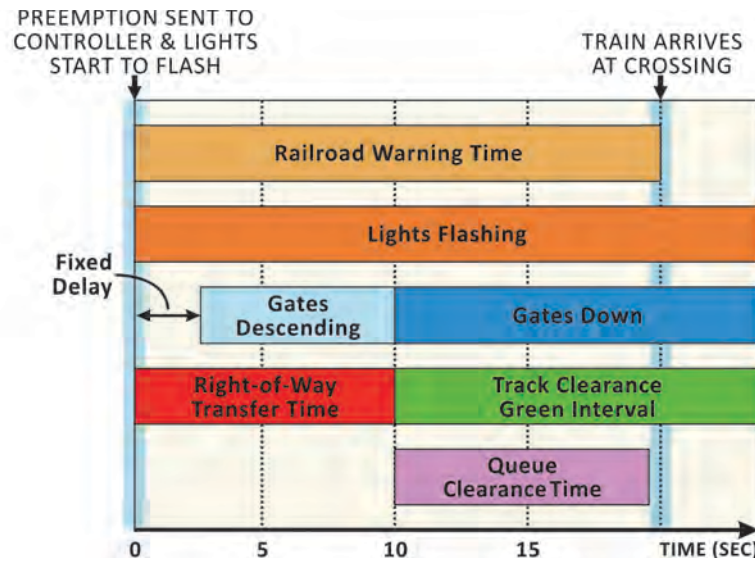 PREEMPTION SENT TO
CONTROLLER & LIGHTS
START TO FLASH
TRAIN ARRIVES
AT CROSSING
Railroad Warning Time
Lights Flashing
Fixed
Delay
Gates
Descending
Gates Down
Right-of-Way
Transfer Time
Track Clearance
Green Interval
Queue
Clearance Time
0 5 10 15 TIME (SEC)